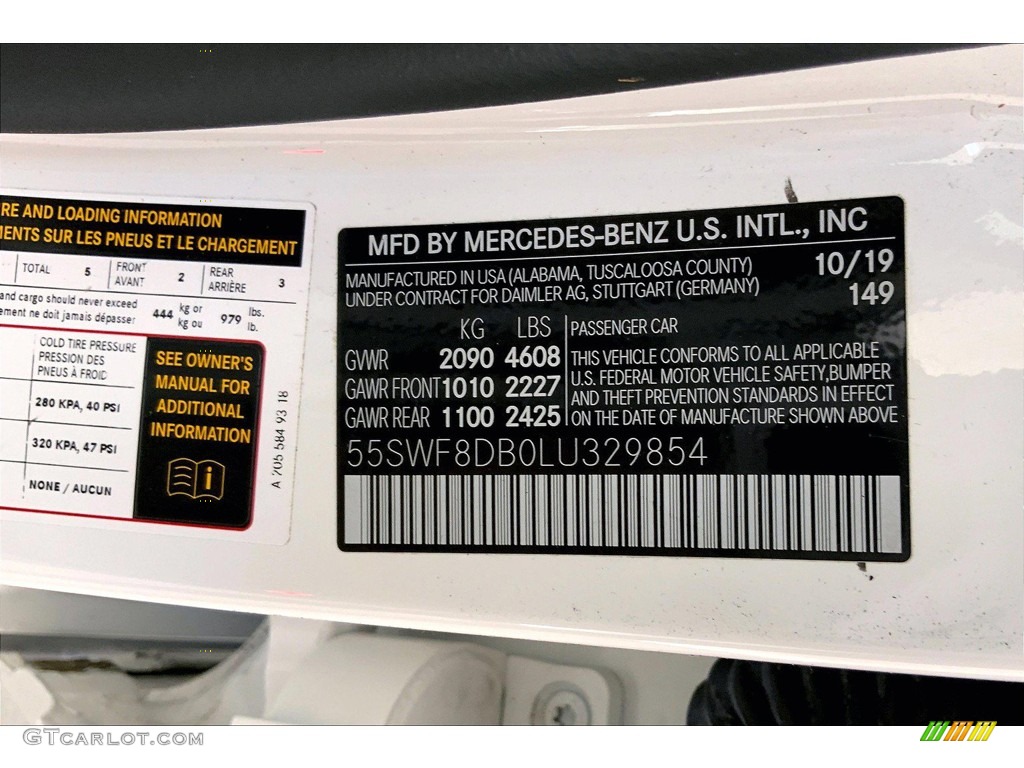 RE AND LOADING INFORMATION
MENTS SUR LES PNEUS ET LE CHARGEMENT
TOTAL 5 FRONT AVANT 2 REAR ARRIÈRE 3
and cargo should never exceed
ement ne doit jamais dépasser
444 kg or kg ou 979 lbs. lb.
COLD TIRE PRESSURE
PRESSION DES
PNEUS À FROID
280 KPA, 40 PSI
320 KPA, 47 PSI
NONE / AUCUN
SEE OWNER'S
MANUAL FOR
ADDITIONAL
INFORMATION
A 205 584 93 18
MFD BY MERCEDES-BENZ U.S. INTL., INC
MANUFACTURED IN USA (ALABAMA, TUSCALOOSA COUNTY) 10/19
UNDER CONTRACT FOR DAIMLER AG, STUTTGART (GERMANY) 149
KG LBS
GVWR 2090 4608
GAWR FRONT 1010 2227
GAWR REAR 1100 2425
PASSENGER CAR
THIS VEHICLE CONFORMS TO ALL APPLICABLE
U.S. FEDERAL MOTOR VEHICLE SAFETY,BUMPER
AND THEFT PREVENTION STANDARDS IN EFFECT
ON THE DATE OF MANUFACTURE SHOWN ABOVE
55SWF8DB0LU329854
GTCARLOT.COM